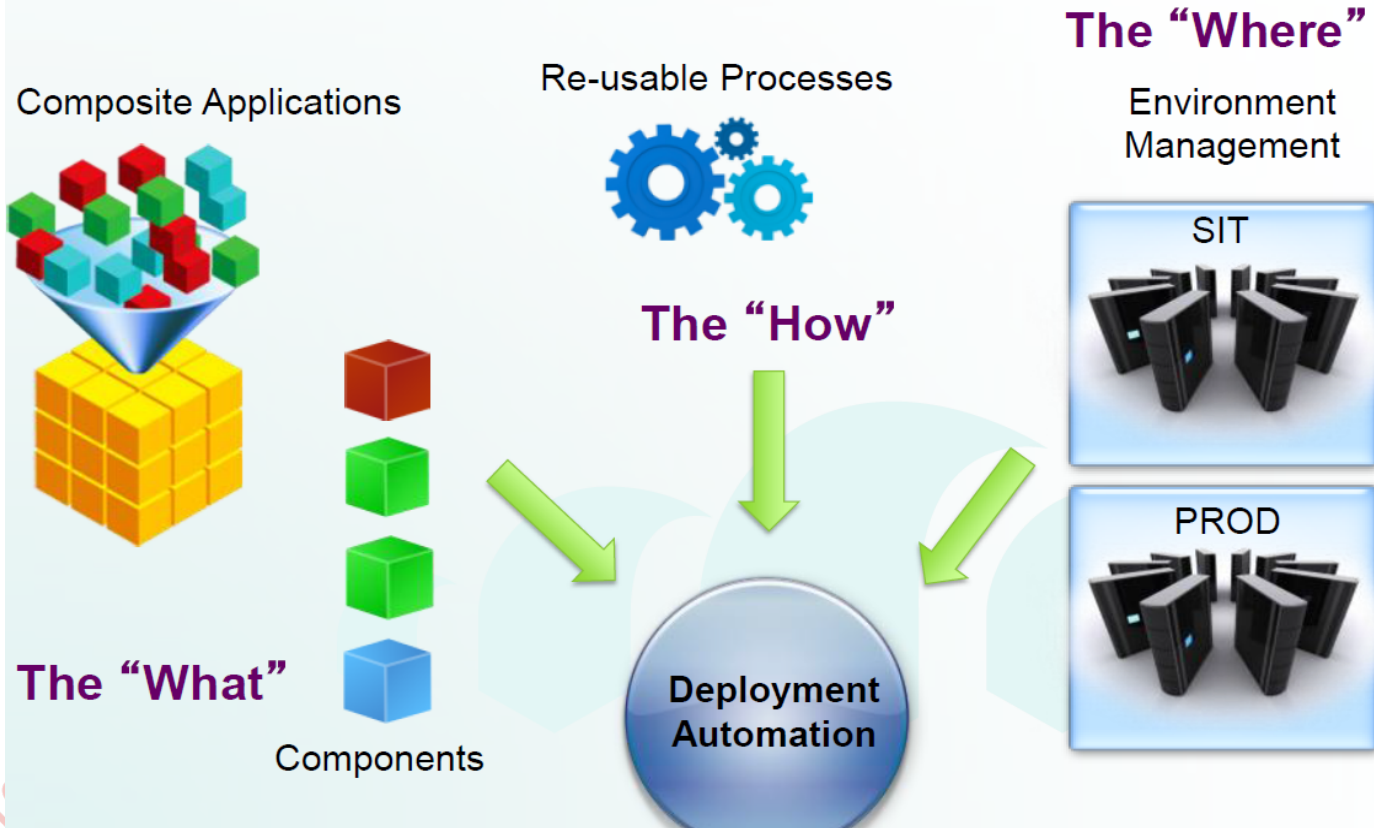 The “Where”
Composite Applications
Re-usable Processes
Environment
Management
SIT
The “How”
PROD
The “What”
Deployment
Automation
Components